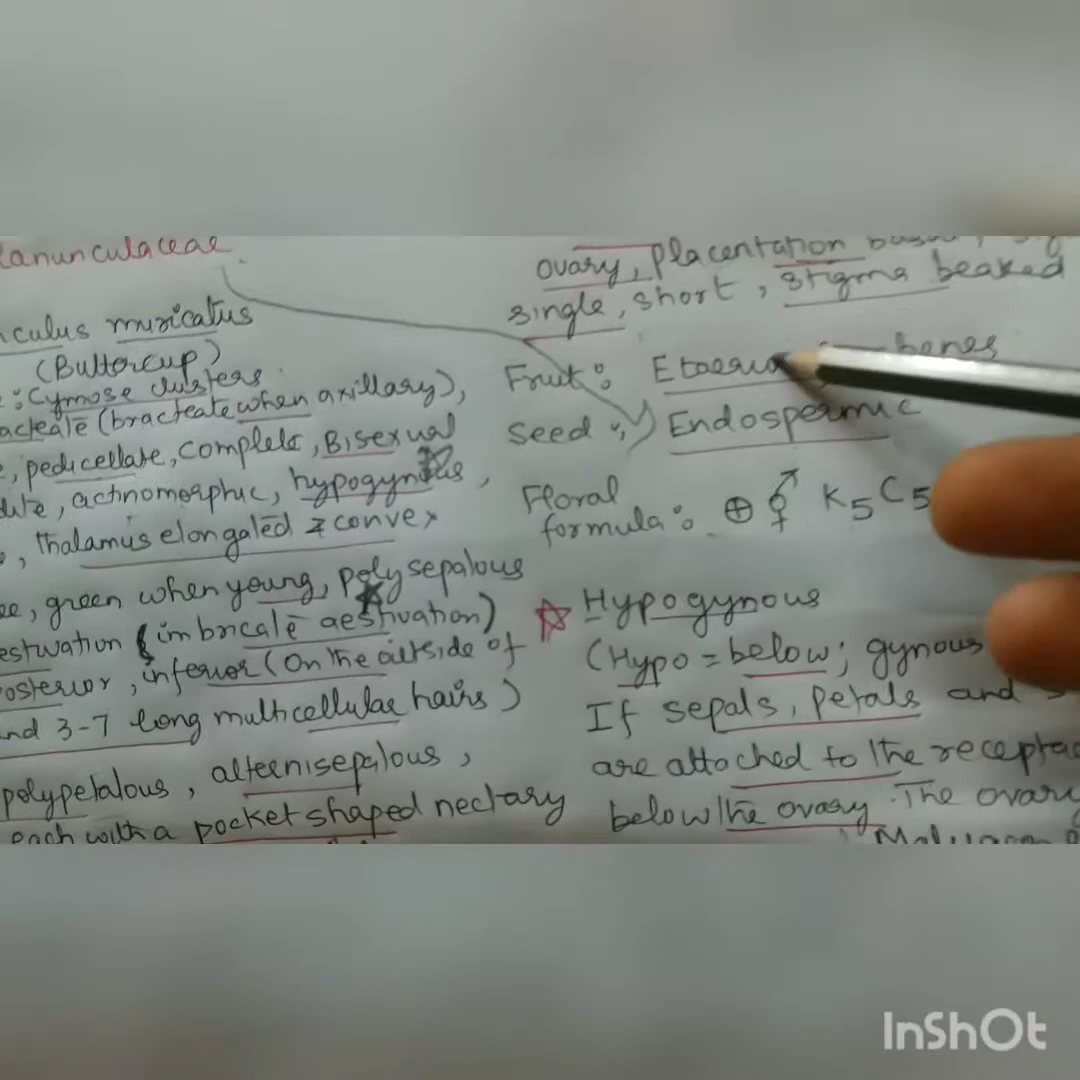 lanunculaceae.
culus muricatus
(Buttercup)
: Cymose clusters
acteate (bracteate when axillary),
, pedicellate, complete, Bisexual
, actinomorphic, hypogynous,
, thalamus elongated & convex
ee, green when young, polysepalous
estivation (imbricate aestivation)
osterior, inferior (On the outside of
nd 3-7 long multicellular hairs)
polypetalous, alternisepalous,
each with a pocket shaped nectary
ovary, placentation
single, short, stigma beaked
Fruit: Etaerio
Seed: Endospermic
Floral
formula: ⊕ ⚥ K5 C5
Hypogynous
(Hypo = below; gynous
If sepals, petals and
are attached to the recepta
below the ovary. The ovary
InShOt